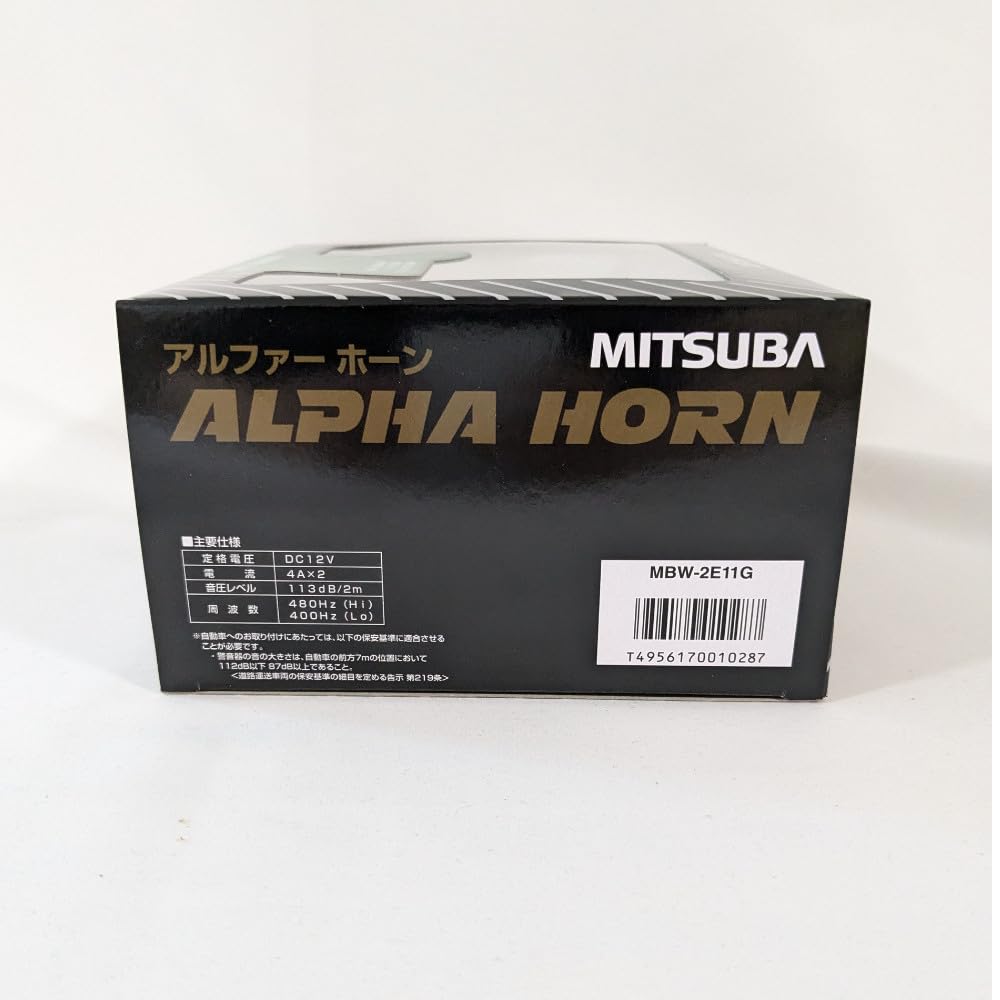 アルファー ホーン
MITSUBA
ALPHA HORN
■主要仕様
定格電圧 DC12V
電 流 4A×2
音圧レベル 113dB/2m
周 波 数 480Hz (Hi)
400Hz (Lo)
※自動車へのお取り付けにあたっては、以下の保安基準に適合させる
ことが必要です。
・警音器の音の大きさは、自動車の前方7mの位置において
112dB以下 87dB以上であること。
<道路運送車両の保安基準の細目を定める告示 第219条>
MBW-2E11G
T4956170010287